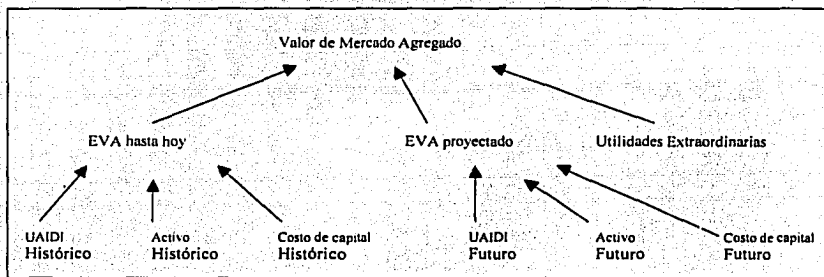 Valor de Mercado Agregado
EVA hasta hoy
EVA proyectado
Utilidades Extraordinarias
UAIDI
Histórico
Activo
Histórico
Costo de capital
Histórico
UAIDI
Futuro
Activo
Futuro
Costo de capital
Futuro